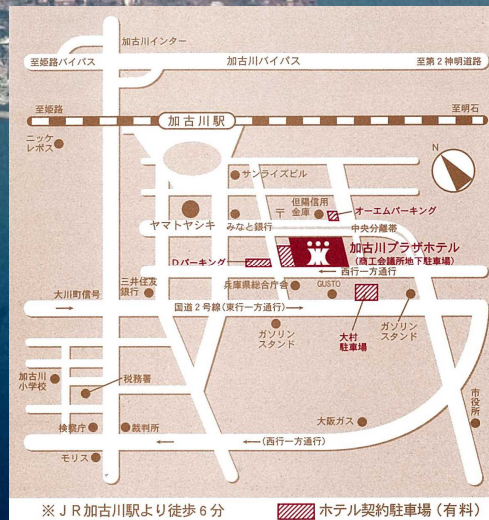 加古川インター
至姫路バイパス
加古川バイパス
至第2神明道路
至姫路
至明石
加古川駅
ニッケ
レポス
N
サンライズビル
但陽信用
金庫
オーエムパーキング
〒
ヤマトヤシキ
みなと銀行
中央分離帯
加古川プラザホテル
(商工会議所地下駐車場)
Dパーキング
← 西行一方通行
三井住友
銀行
兵庫県総合庁舎
GUSTO
大川町信号
→
国道2号線(東行一方通行) →
ガソリン
スタンド
大村
駐車場
ガソリン
スタンド
加古川
小学校
税務署
市役所
検察庁
裁判所
大阪ガス
← ←(西行一方通行)
モリス
※JR加古川駅より徒歩6分
ホテル契約駐車場(有料)